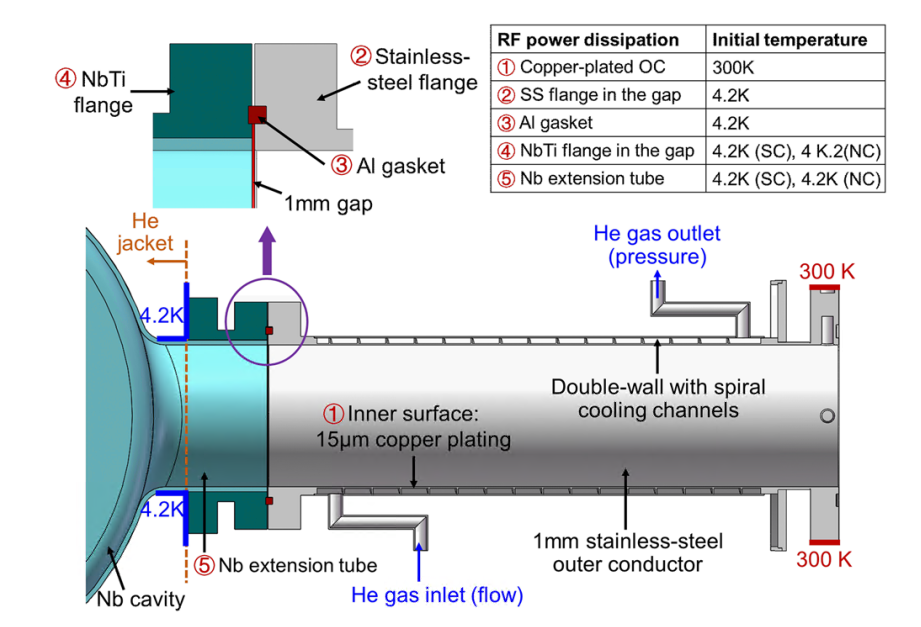 ② Stainless-
steel flange
④ NbTi
flange
③ Al gasket
1mm gap
RF power dissipation Initial temperature
① Copper-plated OC 300K
② SS flange in the gap 4.2K
③ Al gasket 4.2K
④ NbTi flange in the gap 4.2K (SC), 4 K.2(NC)
⑤ Nb extension tube 4.2K (SC), 4.2K (NC)
He
jacket
He gas outlet
(pressure)
300 K
4.2K
Double-wall with spiral
cooling channels
① Inner surface:
15μm copper plating
4.2K
1mm stainless-steel
outer conductor
300 K
⑤ Nb extension tube
Nb cavity
He gas inlet (flow)